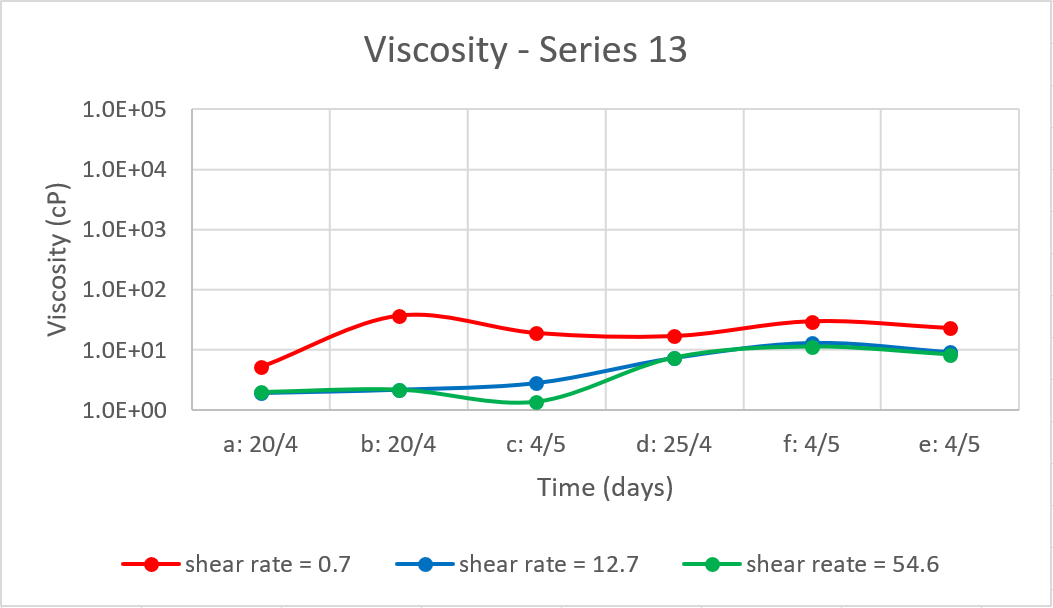 Viscosity - Series 13
1.0E+05
1.0E+04
1.0E+03
1.0E+02
1.0E+01
1.0E+00
Viscosity (cP)
a: 20/4 b: 20/4 c: 4/5 d: 25/4 f: 4/5 e: 4/5
Time (days)
shear rate = 0.7 shear rate = 12.7 shear reate = 54.6